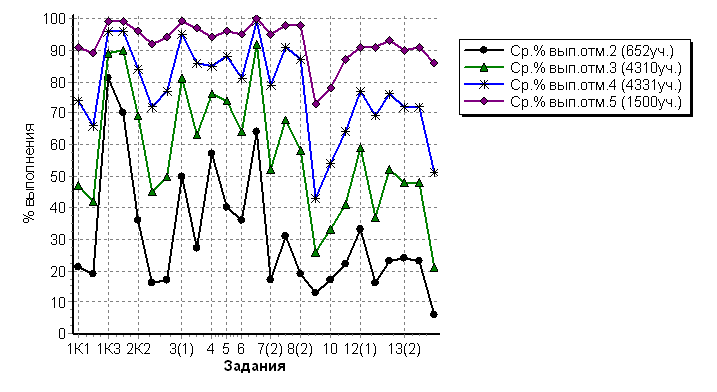 100
90
80
70
60
50
40
30
20
10
0
% выполнения
1К1 1К3 2К2 3(1) 4 5 6 7(2) 8(2) 10 12(1) 13(2)
Задания
Ср.% вып.отм.2 (652уч.)
Ср.% вып.отм.3 (4310уч.)
Ср.% вып.отм.4 (4331уч.)
Ср.% вып.отм.5 (1500уч.)